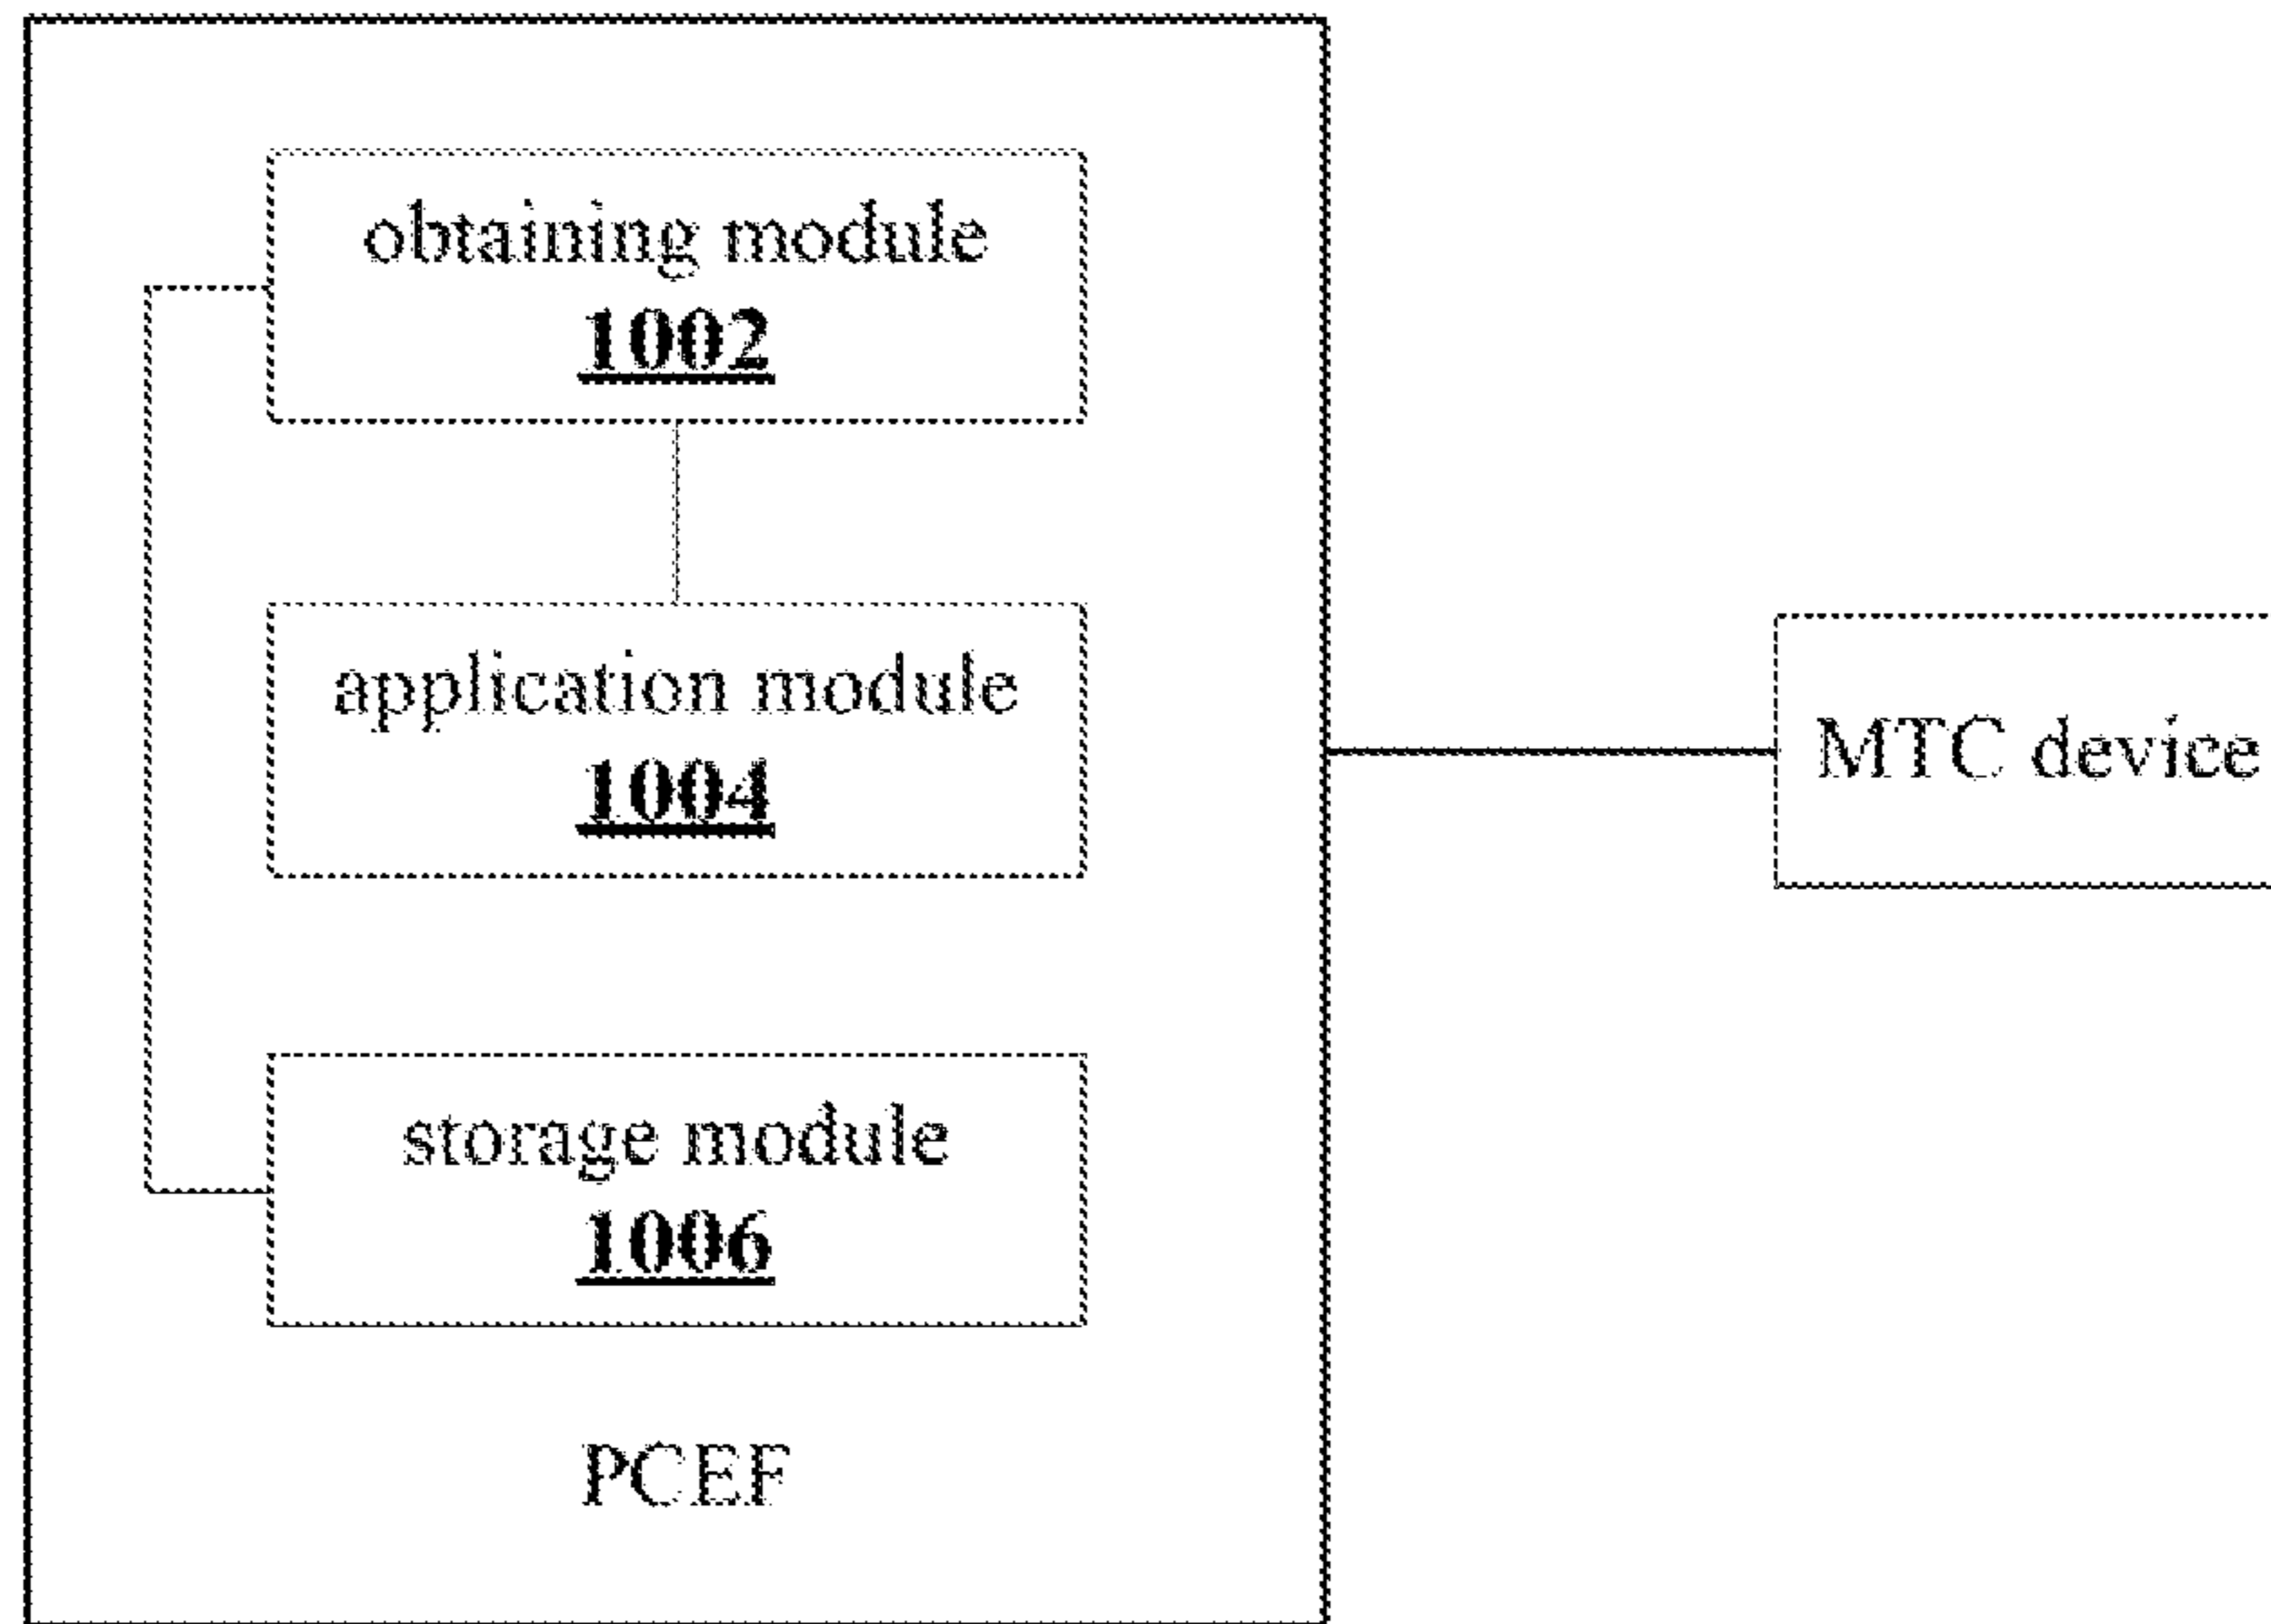 obtaining module
1002
application module
1004
MTC device
storage module
1006
PCEF